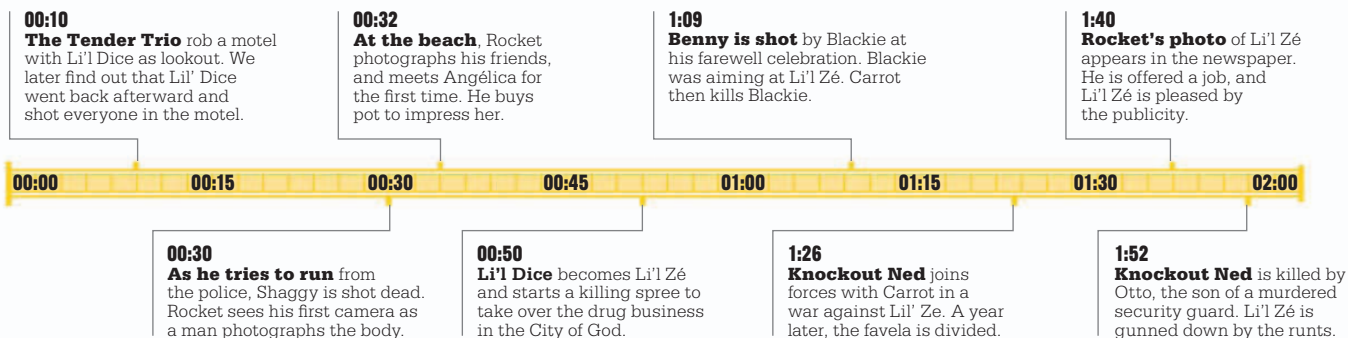 00:10
The Tender Trio rob a motel
with Li'l Dice as lookout. We
later find out that Lil' Dice
went back afterward and
shot everyone in the motel.
00:32
At the beach, Rocket
photographs his friends,
and meets Angélica for
the first time. He buys
pot to impress her.
1:09
Benny is shot by Blackie at
his farewell celebration. Blackie
was aiming at Li'l Zé. Carrot
then kills Blackie.
1:40
Rocket's photo of Li'l Zé
appears in the newspaper.
He is offered a job, and
Li'l Zé is pleased by
the publicity.
00:00 00:15 00:30 00:45 01:00 01:15 01:30 02:00
00:30
As he tries to run from
the police, Shaggy is shot dead.
Rocket sees his first camera as
a man photographs the body.
00:50
Li'l Dice becomes Li'l Zé
and starts a killing spree to
take over the drug business
in the City of God.
1:26
Knockout Ned joins
forces with Carrot in a
war against Lil' Ze. A year
later, the favela is divided.
1:52
Knockout Ned is killed by
Otto, the son of a murdered
security guard. Li'l Zé is
gunned down by the runts.